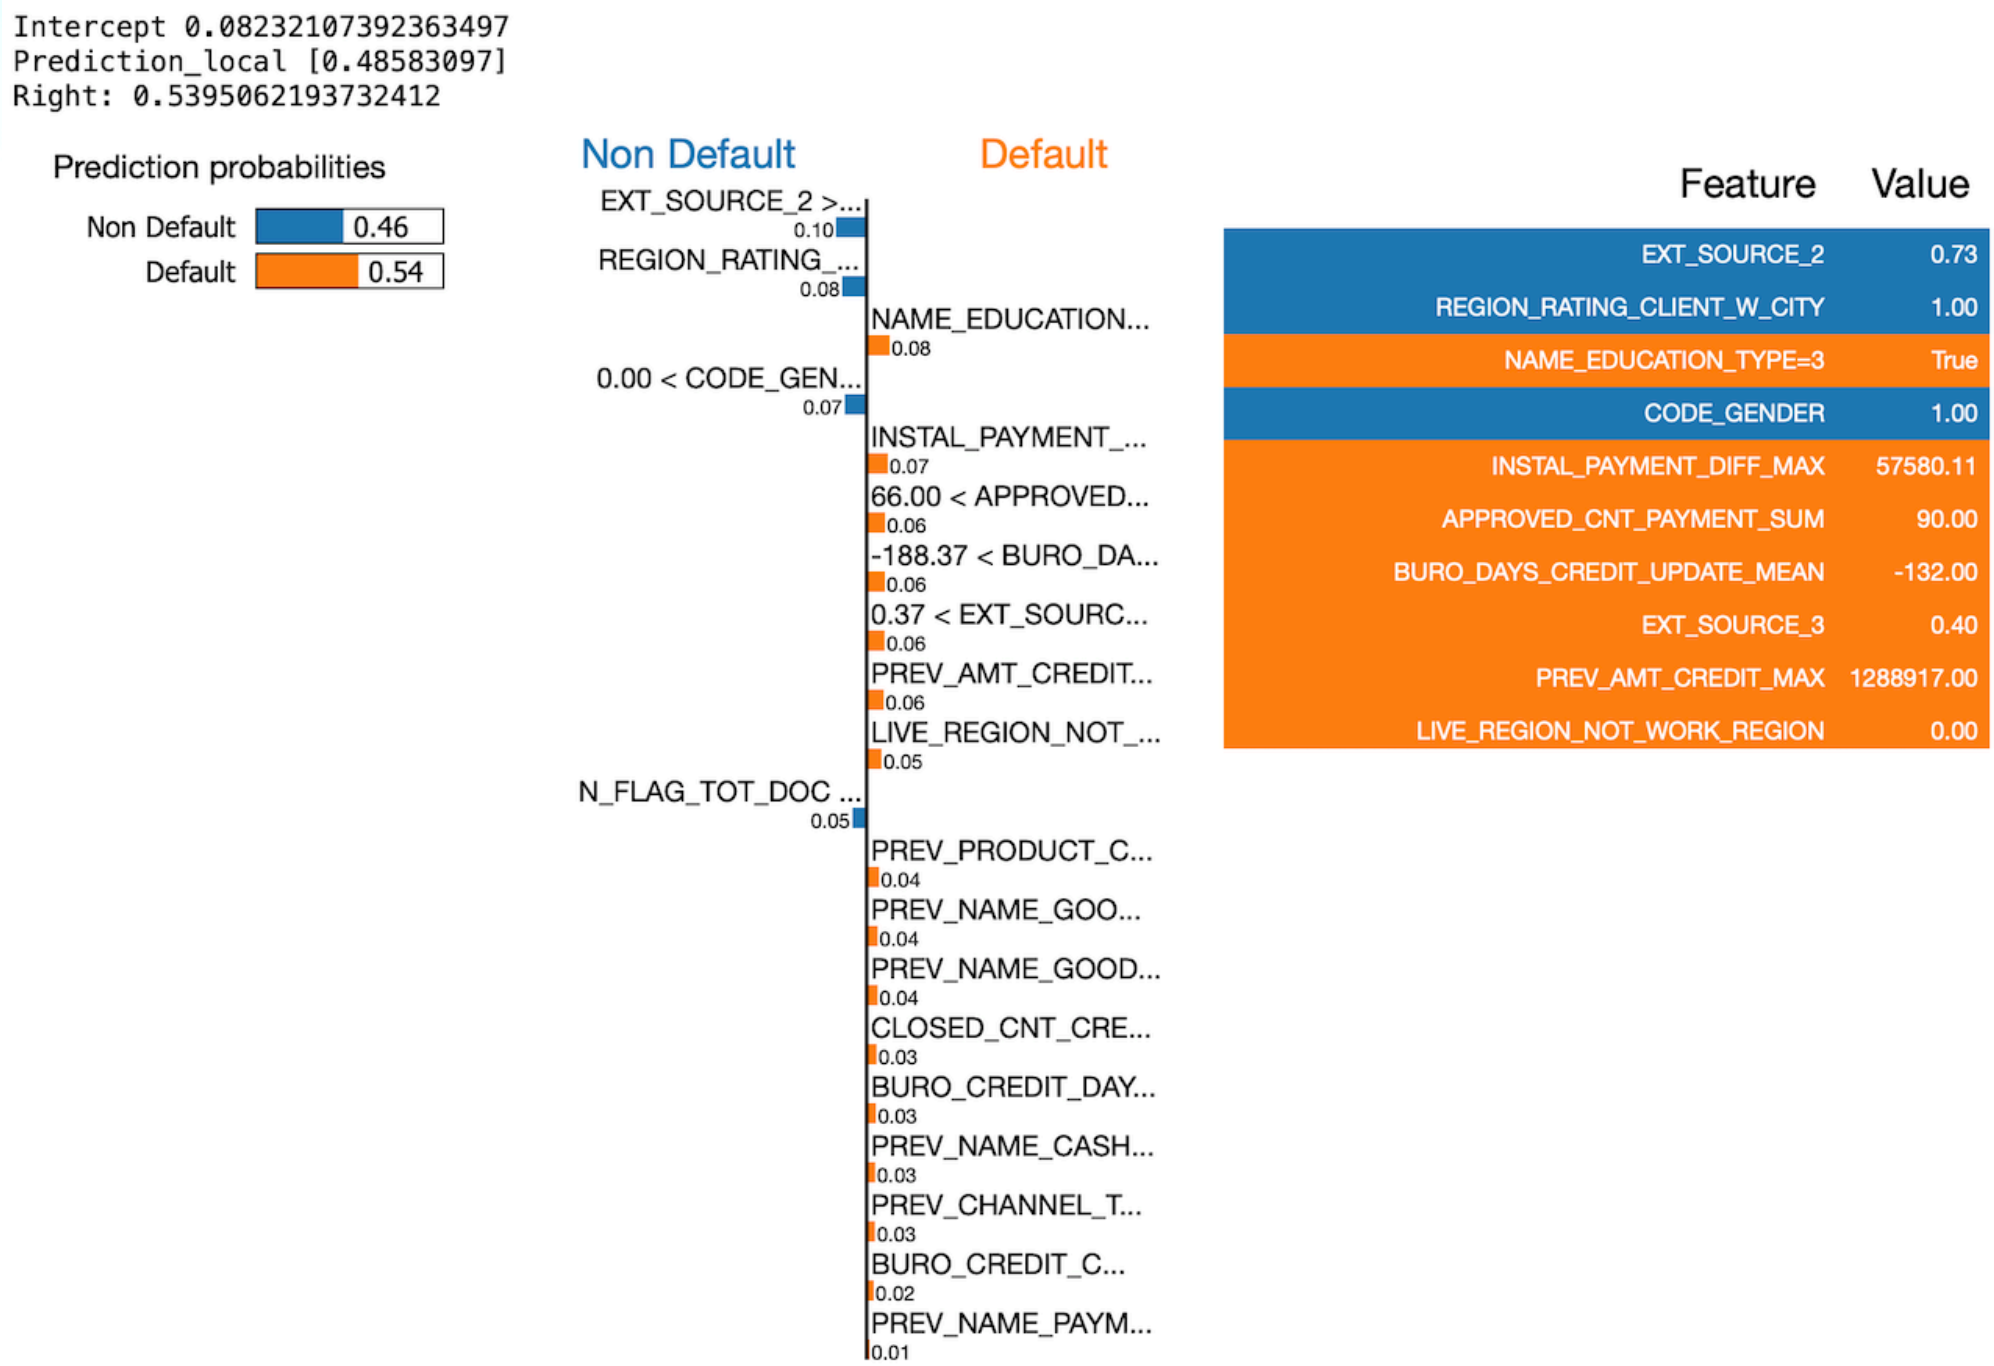 Intercept 0.08232107392363497
Prediction_local [0.48583097]
Right: 0.5395062193732412
Prediction probabilities
Non Default 0.46
Default 0.54
Non Default Default
EXT_SOURCE_2 >...
0.10
REGION_RATING_...
0.08
NAME_EDUCATION...
0.08
0.00 < CODE_GEN...
0.07
INSTAL_PAYMENT_...
0.07
66.00 < APPROVED...
0.06
-188.37 < BURO_DA...
0.06
0.37 < EXT_SOURC...
0.06
PREV_AMT_CREDIT...
0.06
LIVE_REGION_NOT_...
0.05
N_FLAG_TOT_DOC ...
0.05
PREV_PRODUCT_C...
0.04
PREV_NAME_GOO...
0.04
PREV_NAME_GOOD...
0.04
CLOSED_CNT_CRE...
0.03
BURO_CREDIT_DAY...
0.03
PREV_NAME_CASH...
0.03
PREV_CHANNEL_T...
0.03
BURO_CREDIT_C...
0.02
PREV_NAME_PAYM...
0.01
Feature Value
EXT_SOURCE_2 0.73
REGION_RATING_CLIENT_W_CITY 1.00
NAME_EDUCATION_TYPE=3 True
CODE_GENDER 1.00
INSTAL_PAYMENT_DIFF_MAX 57580.11
APPROVED_CNT_PAYMENT_SUM 90.00
BURO_DAYS_CREDIT_UPDATE_MEAN -132.00
EXT_SOURCE_3 0.40
PREV_AMT_CREDIT_MAX 1288917.00
LIVE_REGION_NOT_WORK_REGION 0.00